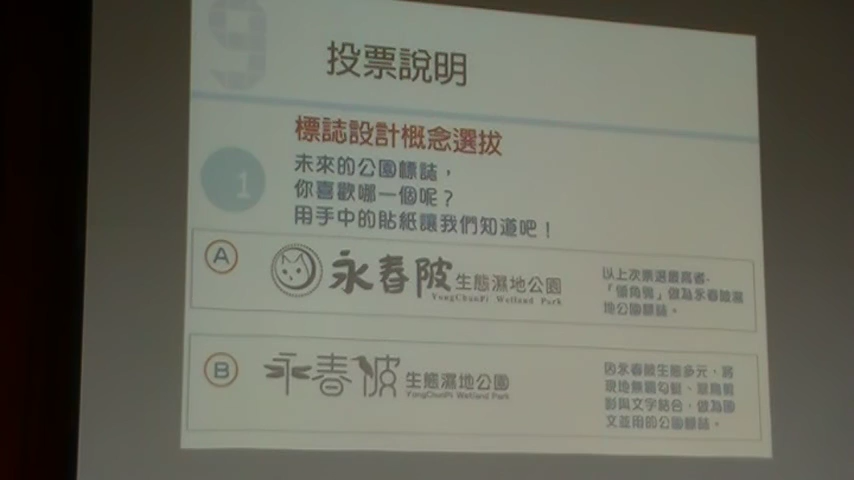 9
投票說明
標誌設計概念選拔
1
未來的公園標誌，
你喜歡哪一個呢？
用手中的貼紙讓我們知道吧！
A
永春陂生態濕地公園
YongChunPi Wetland Park
以上次票選最高者-
「領角鴞」做為永春陂濕
地公園標誌。
B
永春陂生態濕地公園
YongChunPi Wetland Park
因永春陂生態多元，將
現地無霸勾蜓、
影與文字結合，做為圖
文並用的公園標誌。